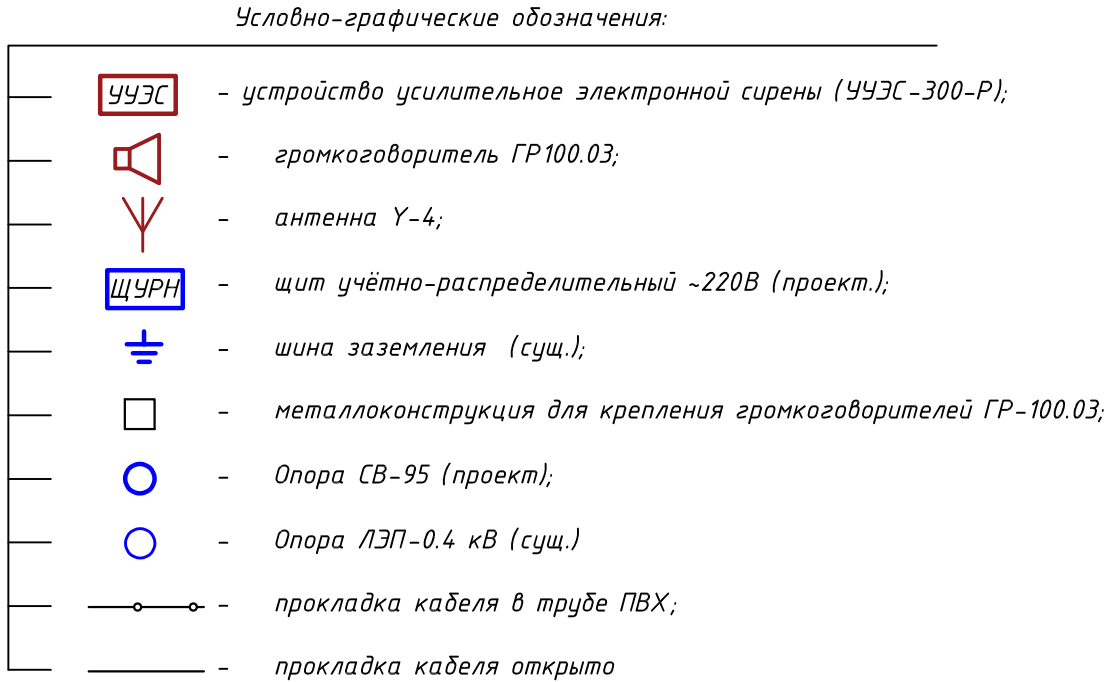 Условно-графические обозначения:
УУЭС - устройство усилительное электронной сирены (УУЭС-300-Р);
- громкоговоритель ГР100.03;
- антенна Y-4;
ЩУРН - щит учётно-распределительный ~220В (проект.);
- шина заземления (сущ.);
- металлоконструкция для крепления громкоговорителей ГР-100.03;
- Опора СВ-95 (проект);
- Опора ЛЭП-0.4 кВ (сущ.)
- прокладка кабеля в трубе ПВХ;
- прокладка кабеля открыто